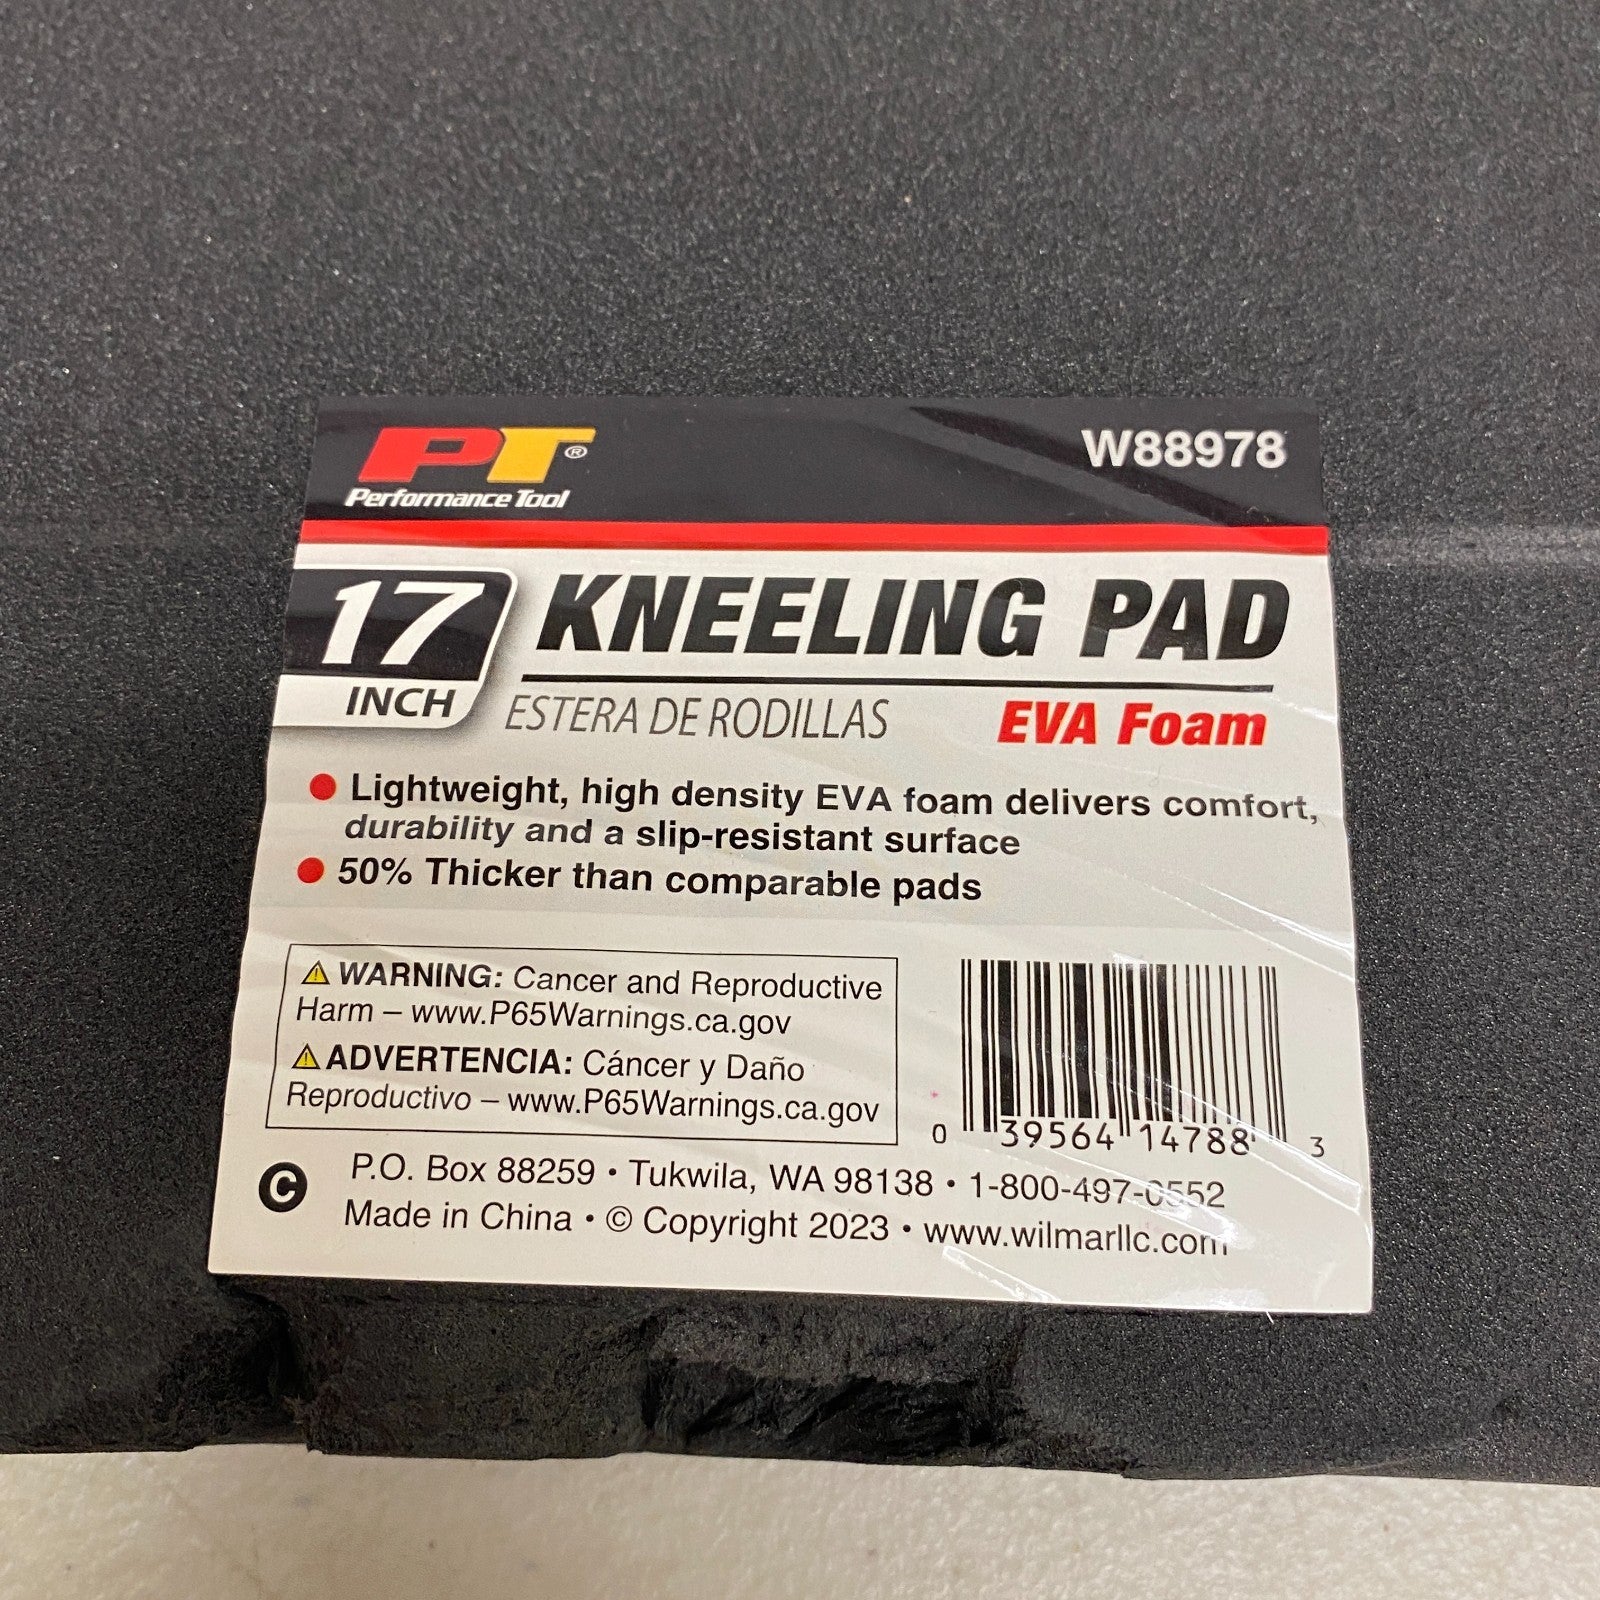 PT®
Performance Tool
W88978
17
INCH
KNEELING PAD
ESTERA DE RODILLAS
EVA Foam
● Lightweight, high density EVA foam delivers comfort,
durability and a slip-resistant surface
● 50% Thicker than comparable pads
⚠ WARNING: Cancer and Reproductive
Harm – www.P65Warnings.ca.gov
⚠ ADVERTENCIA: Cáncer y Daño
Reproductivo – www.P65Warnings.ca.gov
0 39564 14788 3
C
P.O. Box 88259 • Tukwila, WA 98138 • 1-800-497-0552
Made in China • © Copyright 2023 • www.wilmarllc.com